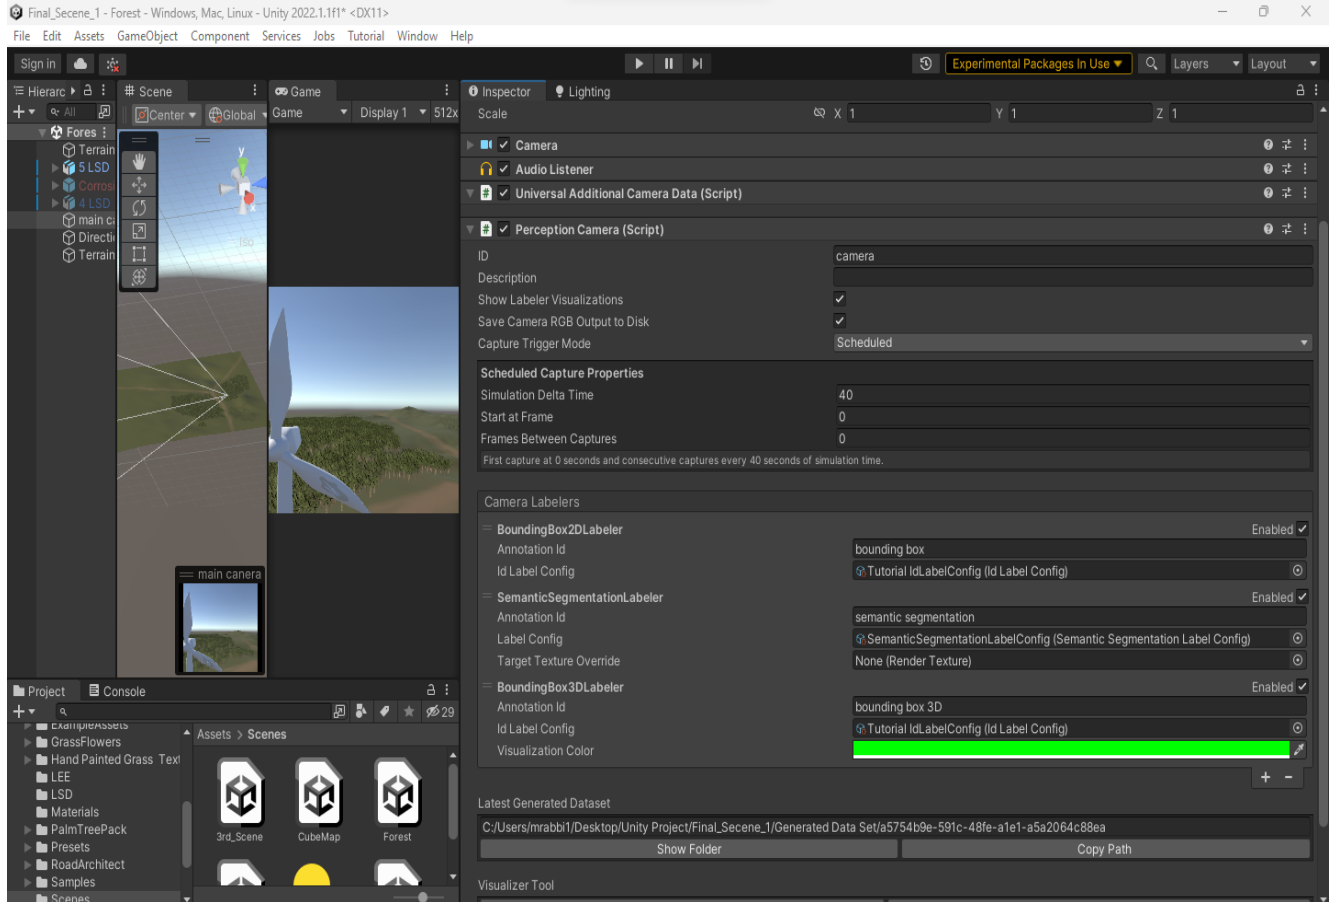 Final_Secene_1 - Forest - Windows, Mac, Linux - Unity 2022.1.1f1* <DX11>
File Edit Assets GameObject Component Services Jobs Tutorial Window Help
Sign in
Experimental Packages In Use ▼
Layers
Layout
Hierarc
Scene
Game
Inspector
Lighting
All
Center
Global
Game
Display 1
512x
Scale
X 1
Y 1
Z 1
Fores
Terrain
5 LSD
Corrosi
4 LSD
main ca
Directi
Terrain
y
x
Iso
Camera
Audio Listener
Universal Additional Camera Data (Script)
Perception Camera (Script)
ID
camera
Description
Show Labeler Visualizations
Save Camera RGB Output to Disk
Capture Trigger Mode
Scheduled
Scheduled Capture Properties
Simulation Delta Time
40
Start at Frame
0
Frames Between Captures
0
First capture at 0 seconds and consecutive captures every 40 seconds of simulation time.
Camera Labelers
BoundingBox2DLabeler
Enabled
Annotation Id
bounding box
Id Label Config
Tutorial IdLabelConfig (Id Label Config)
SemanticSegmentationLabeler
Enabled
Annotation Id
semantic segmentation
Label Config
SemanticSegmentationLabelConfig (Semantic Segmentation Label Config)
Target Texture Override
None (Render Texture)
BoundingBox3DLabeler
Enabled
Annotation Id
bounding box 3D
Id Label Config
Tutorial IdLabelConfig (Id Label Config)
Visualization Color
+ −
Latest Generated Dataset
C:/Users/mrabbi1/Desktop/Unity Project/Final_Secene_1/Generated Data Set/a5754b9e-591c-48fe-a1e1-a5a2064c88ea
Show Folder
Copy Path
Visualizer Tool
main canera
Project
Console
29
ExampleAssets
GrassFlowers
Hand Painted Grass Text
LEE
LSD
Materials
PalmTreePack
Presets
RoadArchitect
Samples
Scenes
Assets > Scenes
3rd_Scene
CubeMap
Forest